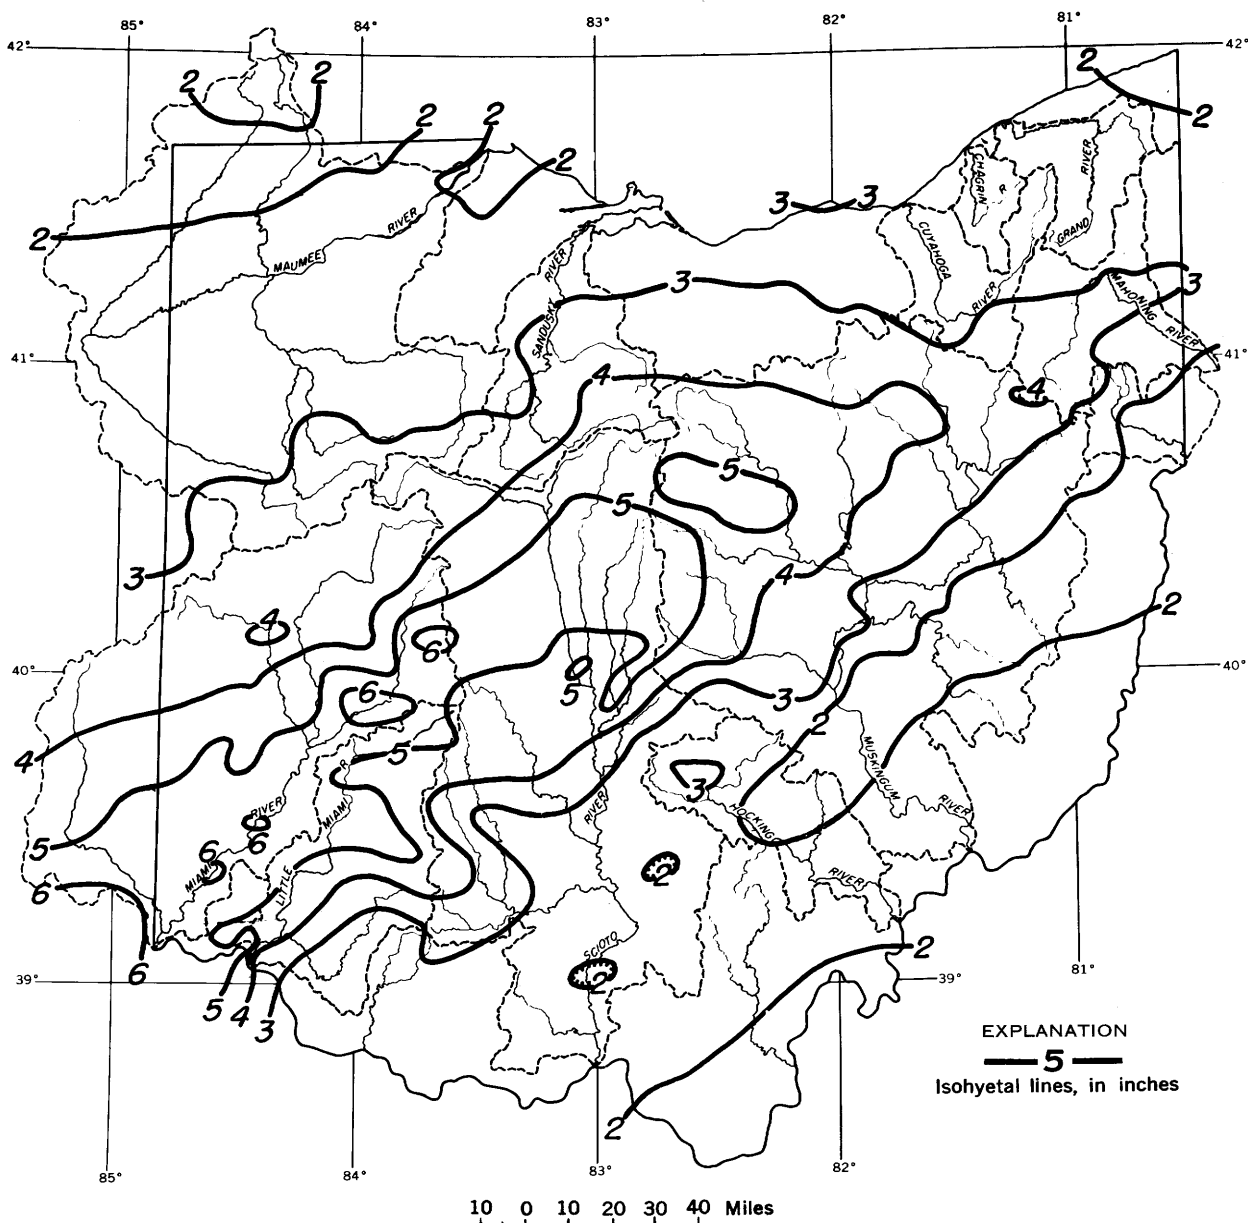 85° 84° 83° 82° 81°
42° 42°
2 2 2 2 2
2 2
2
3 3
2
CHAGRIN R.
RIVER
GRAND
CUYAHOGA
RIVER
MAUMEE RIVER
SANDUSKY RIVER
MAHONING RIVER
3 3
41° 41°
4 4
5
5
3
4
4 2
6
40° 40°
5
6 3
2
4
5
R.
MUSKINGUM
RIVER
3
HOCKING
RIVER
RIVER
LITTLE MIAMI
RIVER
6
5
6
MIAMI
2
6
SCIOTO
2
2
6
39° 39°
81°
5 4 3
EXPLANATION
5
Isohyetal lines, in inches
2
85° 84° 83° 82°
10 0 10 20 30 40 Miles